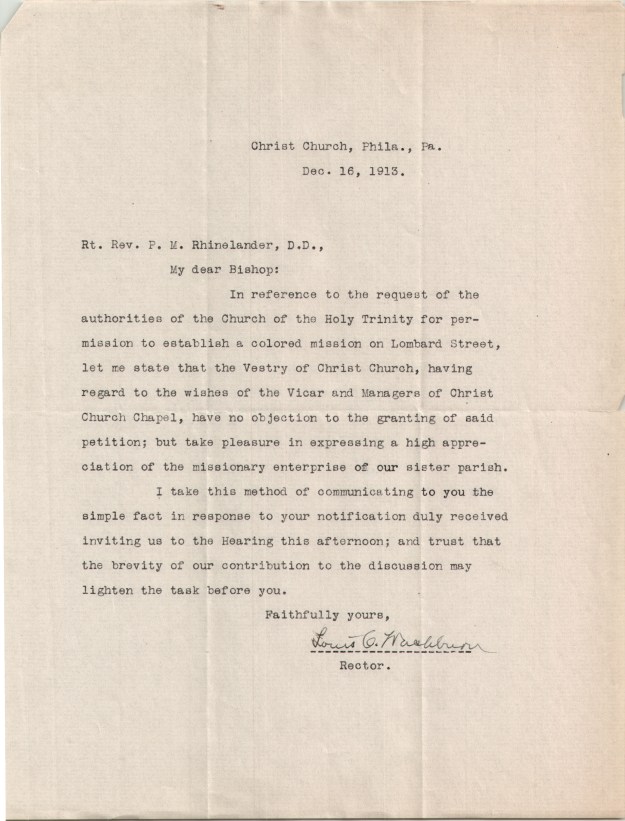 Christ Church, Phila., Pa.
Dec. 16, 1913.
Rt. Rev. P. M. Rhinelander, D.D.,
My dear Bishop:
In reference to the request of the
authorities of the Church of the Holy Trinity for per-
mission to establish a colored mission on Lombard Street,
let me state that the Vestry of Christ Church, having
regard to the wishes of the Vicar and Managers of Christ
Church Chapel, have no objection to the granting of said
petition; but take pleasure in expressing a high appre-
ciation of the missionary enterprise of our sister parish.
I take this method of communicating to you the
simple fact in response to your notification duly received
inviting us to the Hearing this afternoon; and trust that
the brevity of our contribution to the discussion may
lighten the task before you.
Faithfully yours,
Louis C. Washburn
Rector.